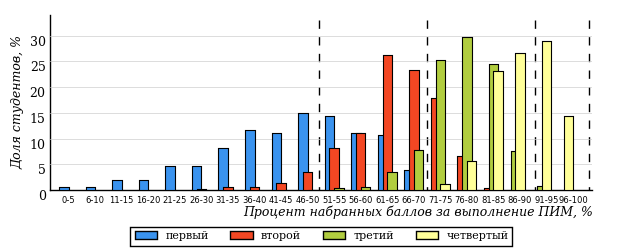 Доля студентов, %
30
25
20
15
10
5
0
0-5 6-10 11-15 16-20 21-25 26-30 31-35 36-40 41-45 46-50 51-55 56-60 61-65 66-70 71-75 76-80 81-85 86-90 91-95 96-100
Процент набранных баллов за выполнение ПИМ, %
первый второй третий четвертый